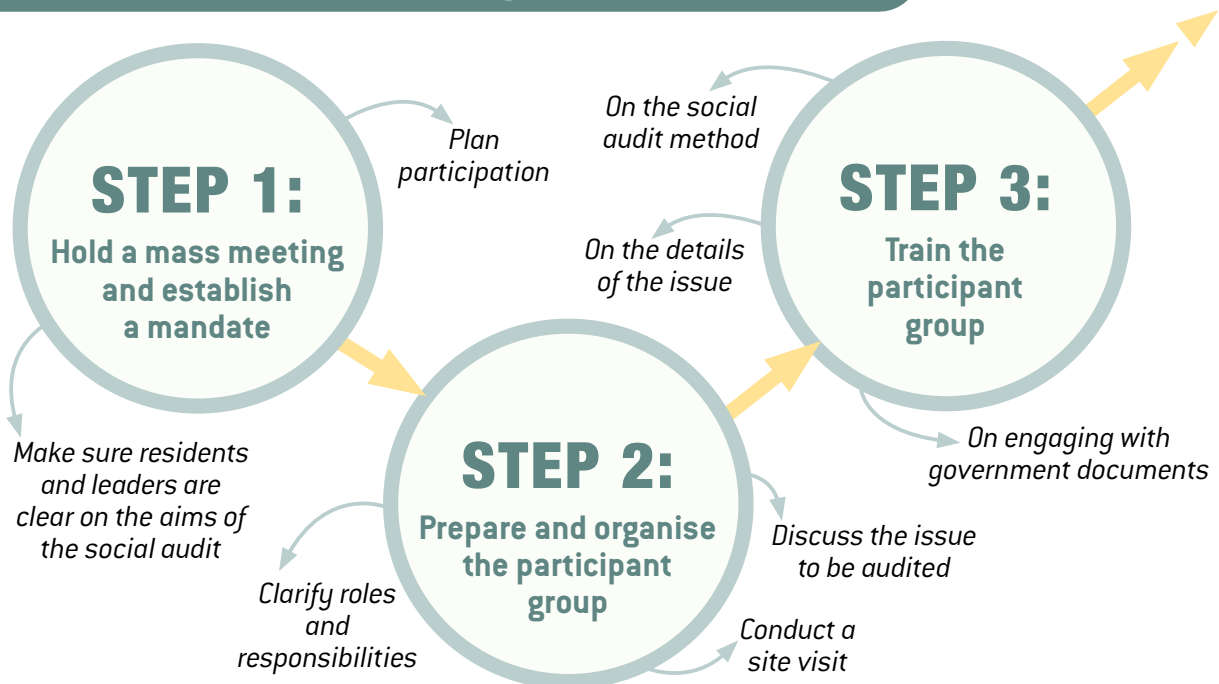 STEP 1:
Hold a mass meeting
and establish
a mandate
Plan
participation
Make sure residents
and leaders are
clear on the aims of
the social audit
STEP 2:
Prepare and organise
the participant
group
Clarify roles
and
responsibilities
Discuss the issue
to be audited
Conduct a
site visit
STEP 3:
Train the
participant
group
On the social
audit method
On the details
of the issue
On engaging with
government documents